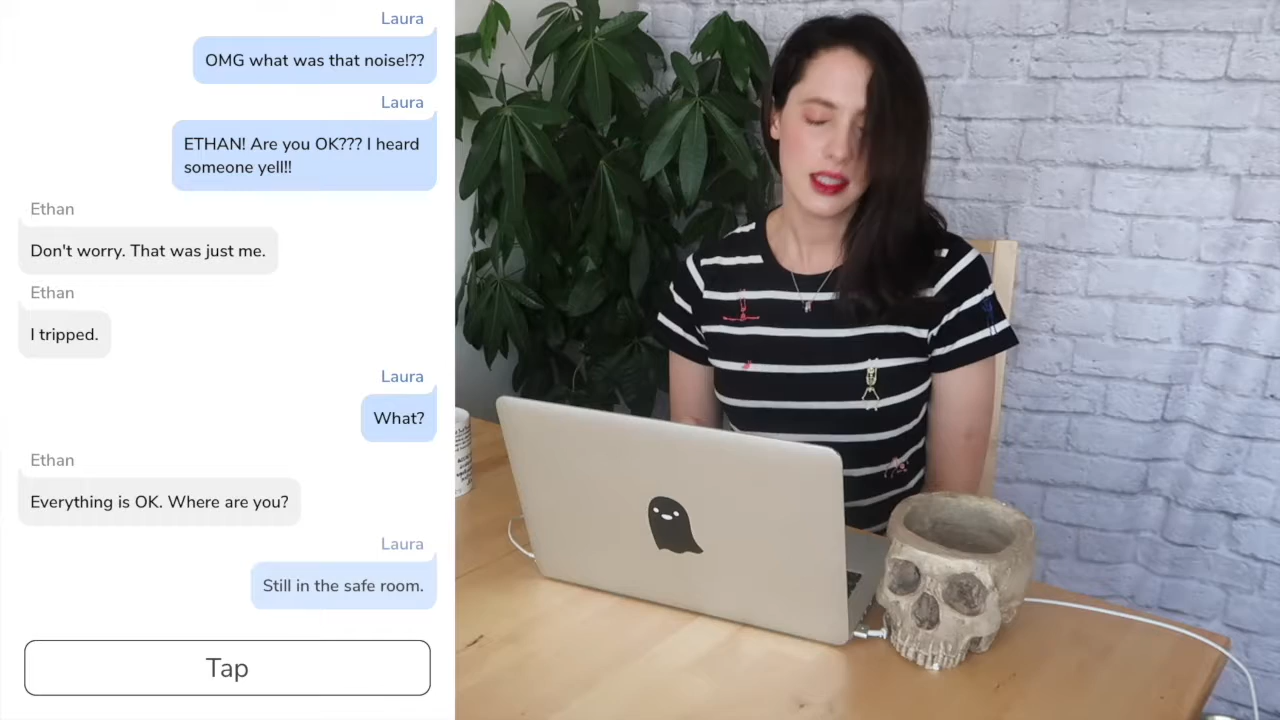 Laura
OMG what was that noise!??
Laura
ETHAN! Are you OK??? I heard
someone yell!!
Ethan
Don't worry. That was just me.
Ethan
I tripped.
Laura
What?
Ethan
Everything is OK. Where are you?
Laura
Still in the safe room.
Tap